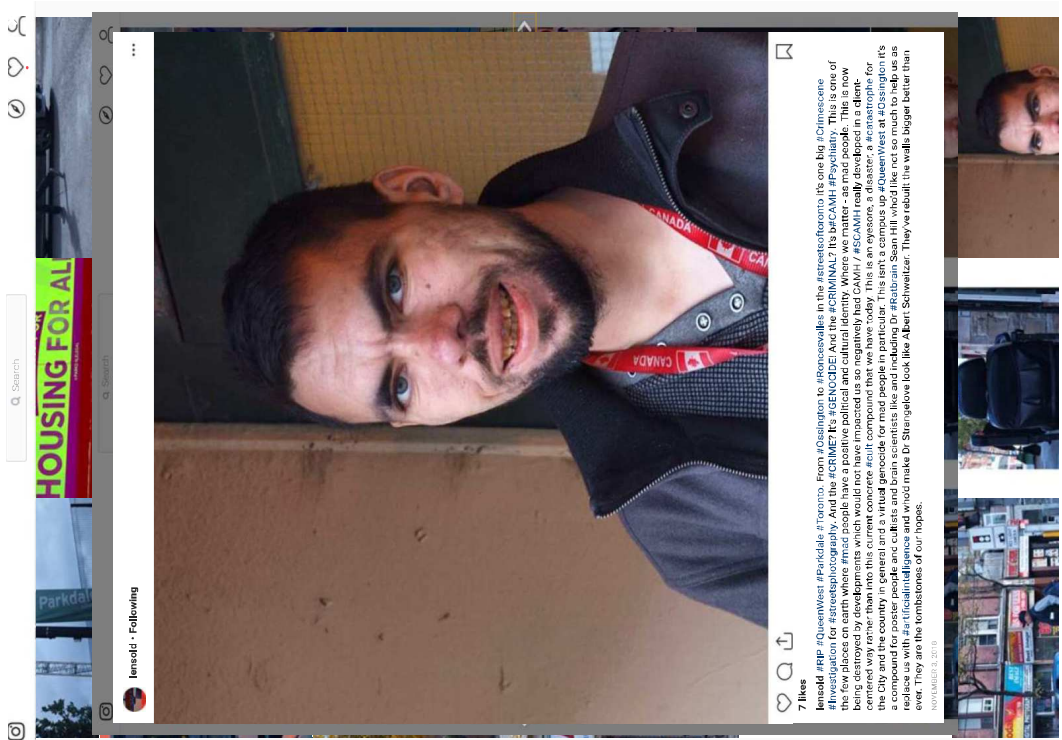 Search
HOUSING FOR AL
Parkdal
lensold • Following
CANADA
CANADA
CAN
7 likes
lensold #RIP #QueenWest #Parkdale #Toronto. From #Ossington to #Roncesvalles in the #streetsoftoronto it's one big #Crimescene
#Investigation for #streetsphotography. And the #CRIME? It's #GENOCIDE! And the #CRIMINAL? It's b#CAMH #Psychiatry. This is one of
the few places on earth where #mad people have a positive political and cultural identity. Where we matter - as mad people. This is now
being destroyed by developments which would not have impacted us so negatively had CAMH / #SCAMH really developed in a client-
centered way rather than into this current concrete #cult compound that we have today. This is an eyesore, a disaster, a #catastrophe for
the City and the country in general and a virtual genocide for mad people in particular. This isn't a campus up #QueenWest at #Ossington it's
a compound for poster people and cultists and brain scientists like and including Dr #Ratbrain Sean Hill who'd like not so much to help us as
replace us with #artificialintelligence and who'd make Dr Strangelove look like Albert Schweitzer. They've rebuilt the walls bigger better than
ever. They are the tombstones of our hopes.
NOVEMBER 3, 2018
Search